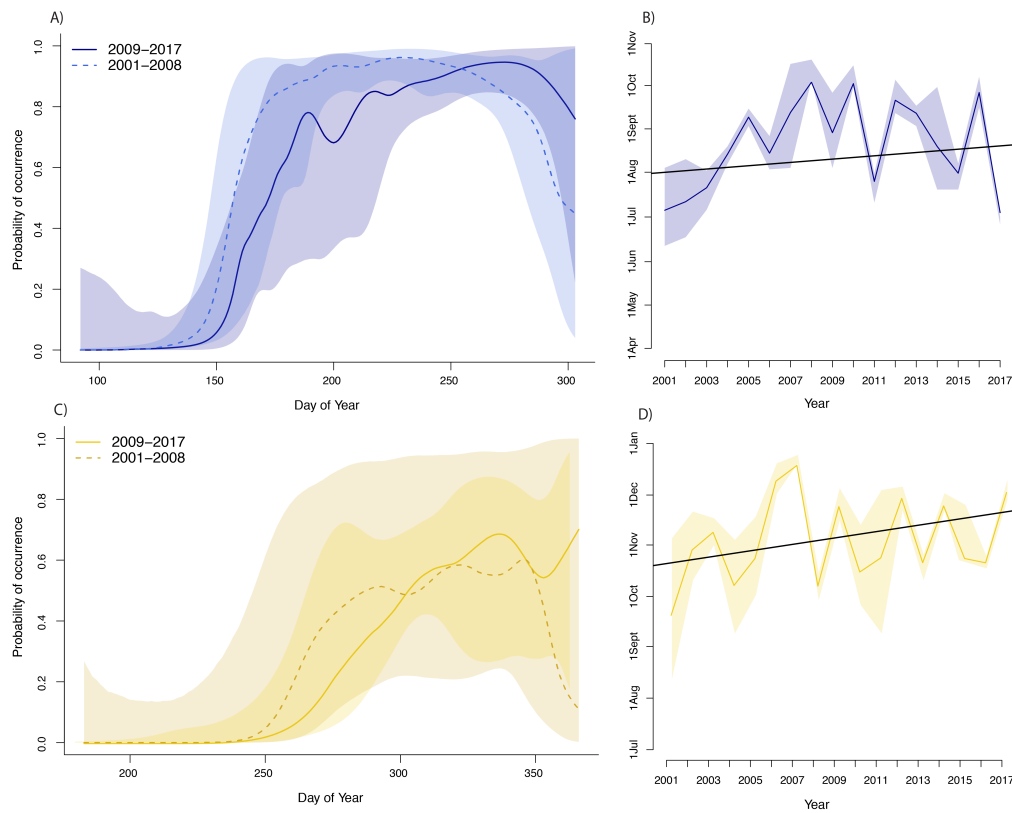 A)
2009−2017
2001−2008
Probability of occurrence
0.0 0.2 0.4 0.6 0.8 1.0
100 150 200 250 300
Day of Year
B)
1Apr 1May 1Jun 1Jul 1Aug 1Sept 1Oct 1Nov
2001 2003 2005 2007 2009 2011 2013 2015 2017
Year
C)
2009−2017
2001−2008
Probability of occurrence
0.0 0.2 0.4 0.6 0.8 1.0
200 250 300 350
Day of Year
D)
1Jul 1Aug 1Sept 1Oct 1Nov 1Dec 1Jan
2001 2003 2005 2007 2009 2011 2013 2015 2017
Year